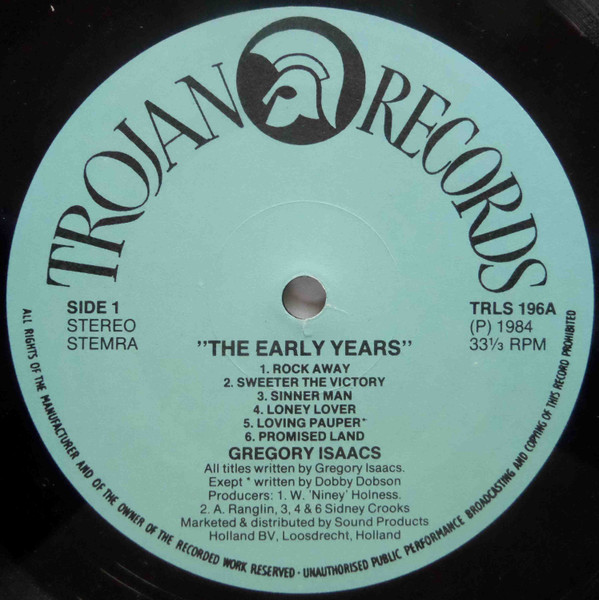 TROJAN RECORDS
SIDE 1
STEREO
STEMRA
TRLS 196A
(P) 1984
33⅓ RPM
"THE EARLY YEARS"
1. ROCK AWAY
2. SWEETER THE VICTORY
3. SINNER MAN
4. LONEY LOVER
5. LOVING PAUPER*
6. PROMISED LAND
GREGORY ISAACS
All titles written by Gregory Isaacs.
Exept * written by Dobby Dobson
Producers: 1. W. 'Niney' Holness.
2. A. Ranglin, 3, 4 & 6 Sidney Crooks
Marketed & distributed by Sound Products
Holland BV, Loosdrecht, Holland
ALL RIGHTS OF THE MANUFACTURER AND OF THE OWNER OF THE RECORDED WORK RESERVED · UNAUTHORISED PUBLIC PERFORMANCE BROADCASTING AND COPYING OF THIS RECORD PROHIBITED